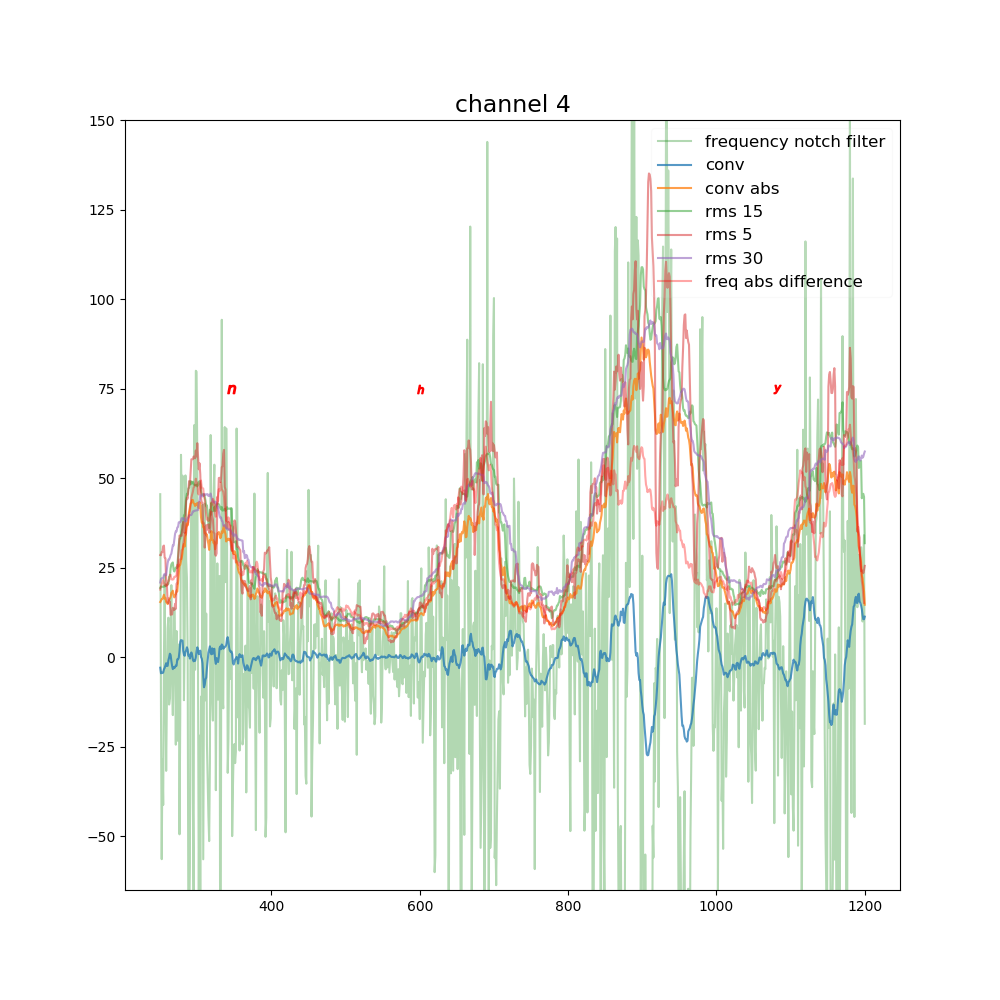 channel 4
150
125
100
75
50
25
0
−25
−50
frequency notch filter
conv
conv abs
rms 15
rms 5
rms 30
freq abs difference
n h y
400 600 800 1000 1200